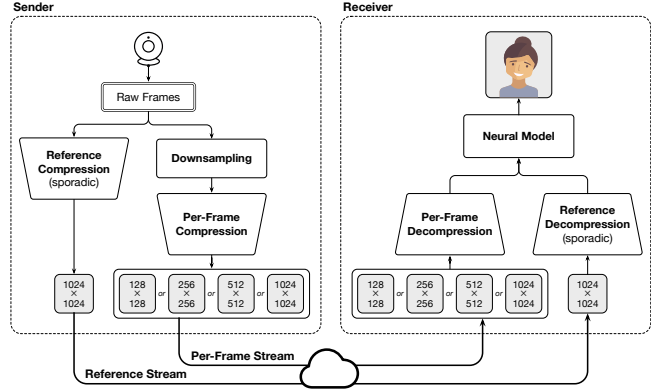 Sender
Receiver
Raw Frames
Reference
Compression
(sporadic)
Downsampling
Per-Frame
Compression
Neural Model
Per-Frame
Decompression
Reference
Decompression
(sporadic)
1024
×
1024
128
×
128
or
256
×
256
or
512
×
512
or
1024
×
1024
128
×
128
or
256
×
256
or
512
×
512
or
1024
×
1024
1024
×
1024
Per-Frame Stream
Reference Stream